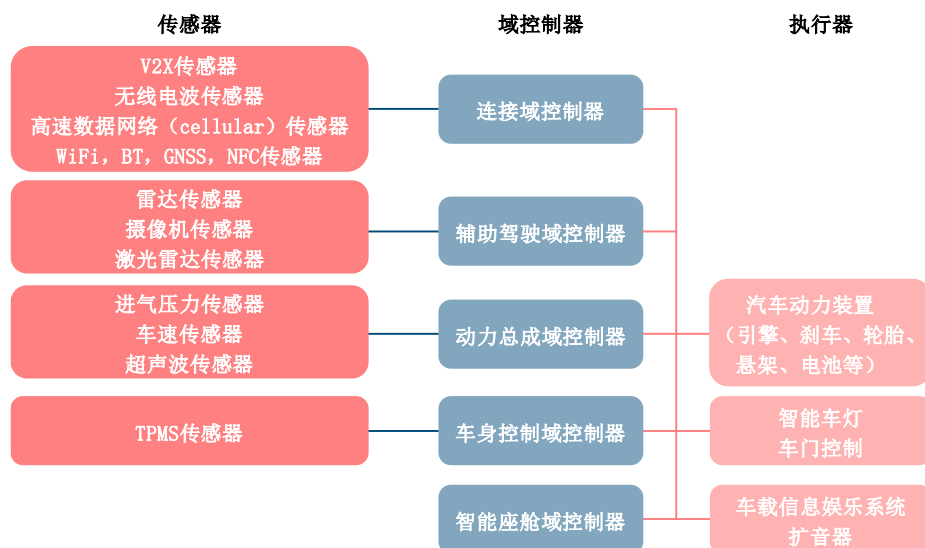 传感器
域控制器
执行器
V2X传感器
无线电波传感器
高速数据网络（cellular）传感器
WiFi，BT，GNSS，NFC传感器
连接域控制器
雷达传感器
摄像机传感器
激光雷达传感器
辅助驾驶域控制器
进气压力传感器
车速传感器
超声波传感器
动力总成域控制器
汽车动力装置
（引擎、刹车、轮胎、
悬架、电池等）
TPMS传感器
车身控制域控制器
智能车灯
车门控制
智能座舱域控制器
车载信息娱乐系统
扩音器